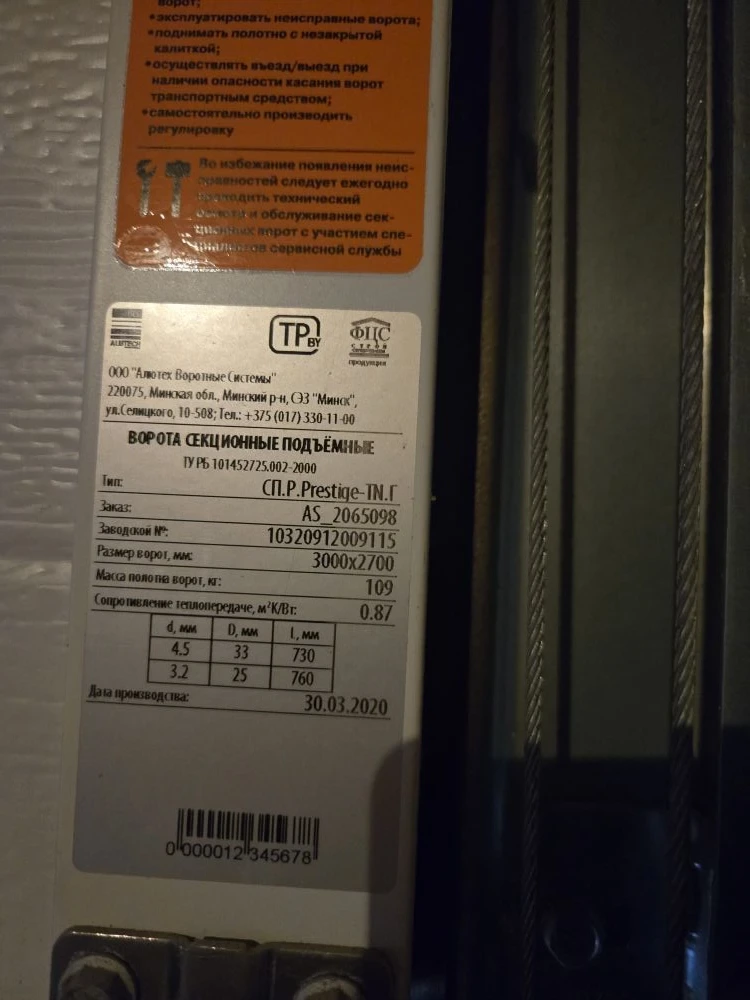 ворот;
•эксплуатировать неисправные ворота;
•поднимать полотно с незакрытой
калиткой;
•осуществлять въезд/выезд при
наличии опасности касания ворот
транспортным средством;
•самостоятельно производить
регулировку
Во избежание появления неис-
правностей следует ежегодно
проводить технический
осмотр и обслуживание сек-
ционных ворот с участием спе-
циалистов сервисной службы
ALUTECH
TP BY
ФЦС
СТРОЙ
продукция
ООО "Алютех Воротные Системы"
220075, Минская обл., Минский р-н, СЭЗ "Минск",
ул.Селицкого, 10-508; Тел.: +375 (017) 330-11-00
ВОРОТА СЕКЦИОННЫЕ ПОДЪЁМНЫЕ
ТУ РБ 101452725.002-2000
Тип: СП.Р.Prestige-TN.Г
Заказ: AS_2065098
Заводской №: 10320912009115
Размер ворот, мм: 3000x2700
Масса полотна ворот, кг: 109
Сопротивление теплопередаче, м²К/Вт: 0.87
d, мм D, мм l, мм
4.5 33 730
3.2 25 760
Дата производства: 30.03.2020
0 000012 345678